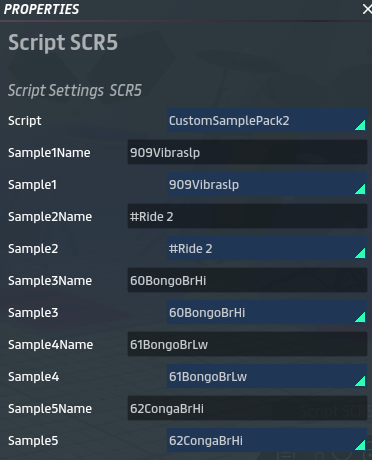 PROPERTIES
Script SCR5
Script Settings SCR5
Script CustomSamplePack2
Sample1Name 909Vibraslp
Sample1 909Vibraslp
Sample2Name #Ride 2
Sample2 #Ride 2
Sample3Name 60BongoBrHi
Sample3 60BongoBrHi
Sample4Name 61BongoBrLw
Sample4 61BongoBrLw
Sample5Name 62CongaBrHi
Sample5 62CongaBrHi